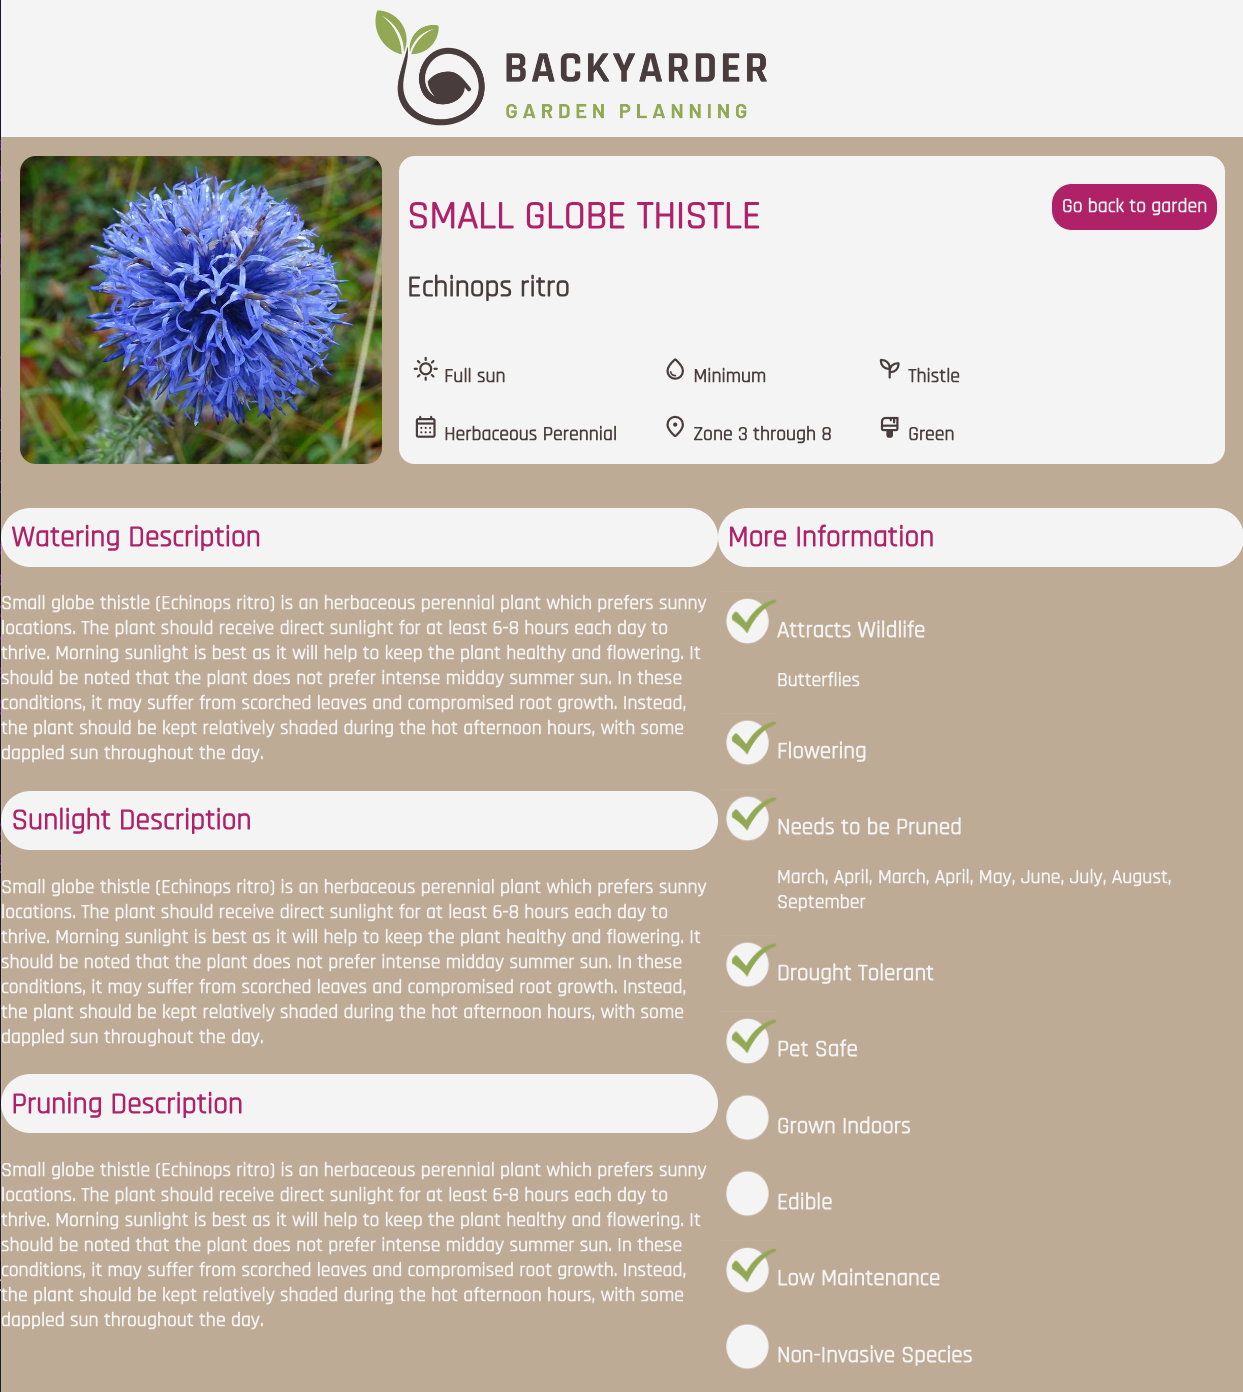 BACKYARDER
GARDEN PLANNING
SMALL GLOBE THISTLE
Go back to garden
Echinops ritro
Full sun
Minimum
Thistle
Herbaceous Perennial
Zone 3 through 8
Green
Watering Description
Small globe thistle (Echinops ritro) is an herbaceous perennial plant which prefers sunny
locations. The plant should receive direct sunlight for at least 6-8 hours each day to
thrive. Morning sunlight is best as it will help to keep the plant healthy and flowering. It
should be noted that the plant does not prefer intense midday summer sun. In these
conditions, it may suffer from scorched leaves and compromised root growth. Instead,
the plant should be kept relatively shaded during the hot afternoon hours, with some
dappled sun throughout the day.
Sunlight Description
Small globe thistle (Echinops ritro) is an herbaceous perennial plant which prefers sunny
locations. The plant should receive direct sunlight for at least 6-8 hours each day to
thrive. Morning sunlight is best as it will help to keep the plant healthy and flowering. It
should be noted that the plant does not prefer intense midday summer sun. In these
conditions, it may suffer from scorched leaves and compromised root growth. Instead,
the plant should be kept relatively shaded during the hot afternoon hours, with some
dappled sun throughout the day.
Pruning Description
Small globe thistle (Echinops ritro) is an herbaceous perennial plant which prefers sunny
locations. The plant should receive direct sunlight for at least 6-8 hours each day to
thrive. Morning sunlight is best as it will help to keep the plant healthy and flowering. It
should be noted that the plant does not prefer intense midday summer sun. In these
conditions, it may suffer from scorched leaves and compromised root growth. Instead,
the plant should be kept relatively shaded during the hot afternoon hours, with some
dappled sun throughout the day.
More Information
Attracts Wildlife
Butterflies
Flowering
Needs to be Pruned
March, April, March, April, May, June, July, August,
September
Drought Tolerant
Pet Safe
Grown Indoors
Edible
Low Maintenance
Non-Invasive Species